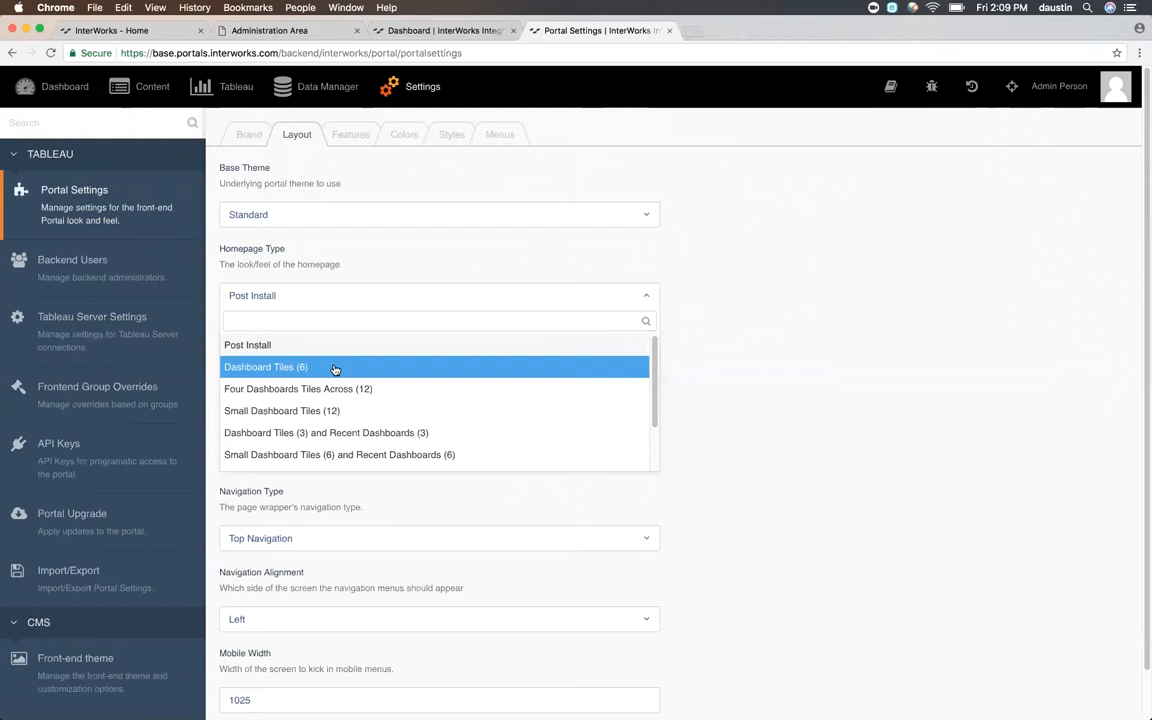 Chrome File Edit View History Bookmarks People Window Help Fri 2:09 PM daustin
InterWorks - Home Administration Area Dashboard | InterWorks Integ Portal Settings | InterWorks In
Secure https://base.portals.interworks.com/backend/interworks/portal/portalsettings
Dashboard Content Tableau Data Manager Settings Admin Person
Search
TABLEAU
Portal Settings
Manage settings for the front-end
Portal look and feel.
Backend Users
Manage backend administrators.
Tableau Server Settings
Manage settings for Tableau Server
connections.
Frontend Group Overrides
Manage overrides based on groups.
API Keys
API Keys for programatic access to
the portal.
Portal Upgrade
Apply updates to the portal.
Import/Export
Import/Export Portal Settings.
CMS
Front-end theme
Manage the front-end theme and
customization options.
Brand Layout Features Colors Styles Menus
Base Theme
Underlying portal theme to use
Standard
Homepage Type
The look/feel of the homepage.
Post Install
Post Install
Dashboard Tiles (6)
Four Dashboards Tiles Across (12)
Small Dashboard Tiles (12)
Dashboard Tiles (3) and Recent Dashboards (3)
Small Dashboard Tiles (6) and Recent Dashboards (6)
Navigation Type
The page wrapper's navigation type.
Top Navigation
Navigation Alignment
Which side of the screen the navigation menus should appear
Left
Mobile Width
Width of the screen to kick in mobile menus.
1025